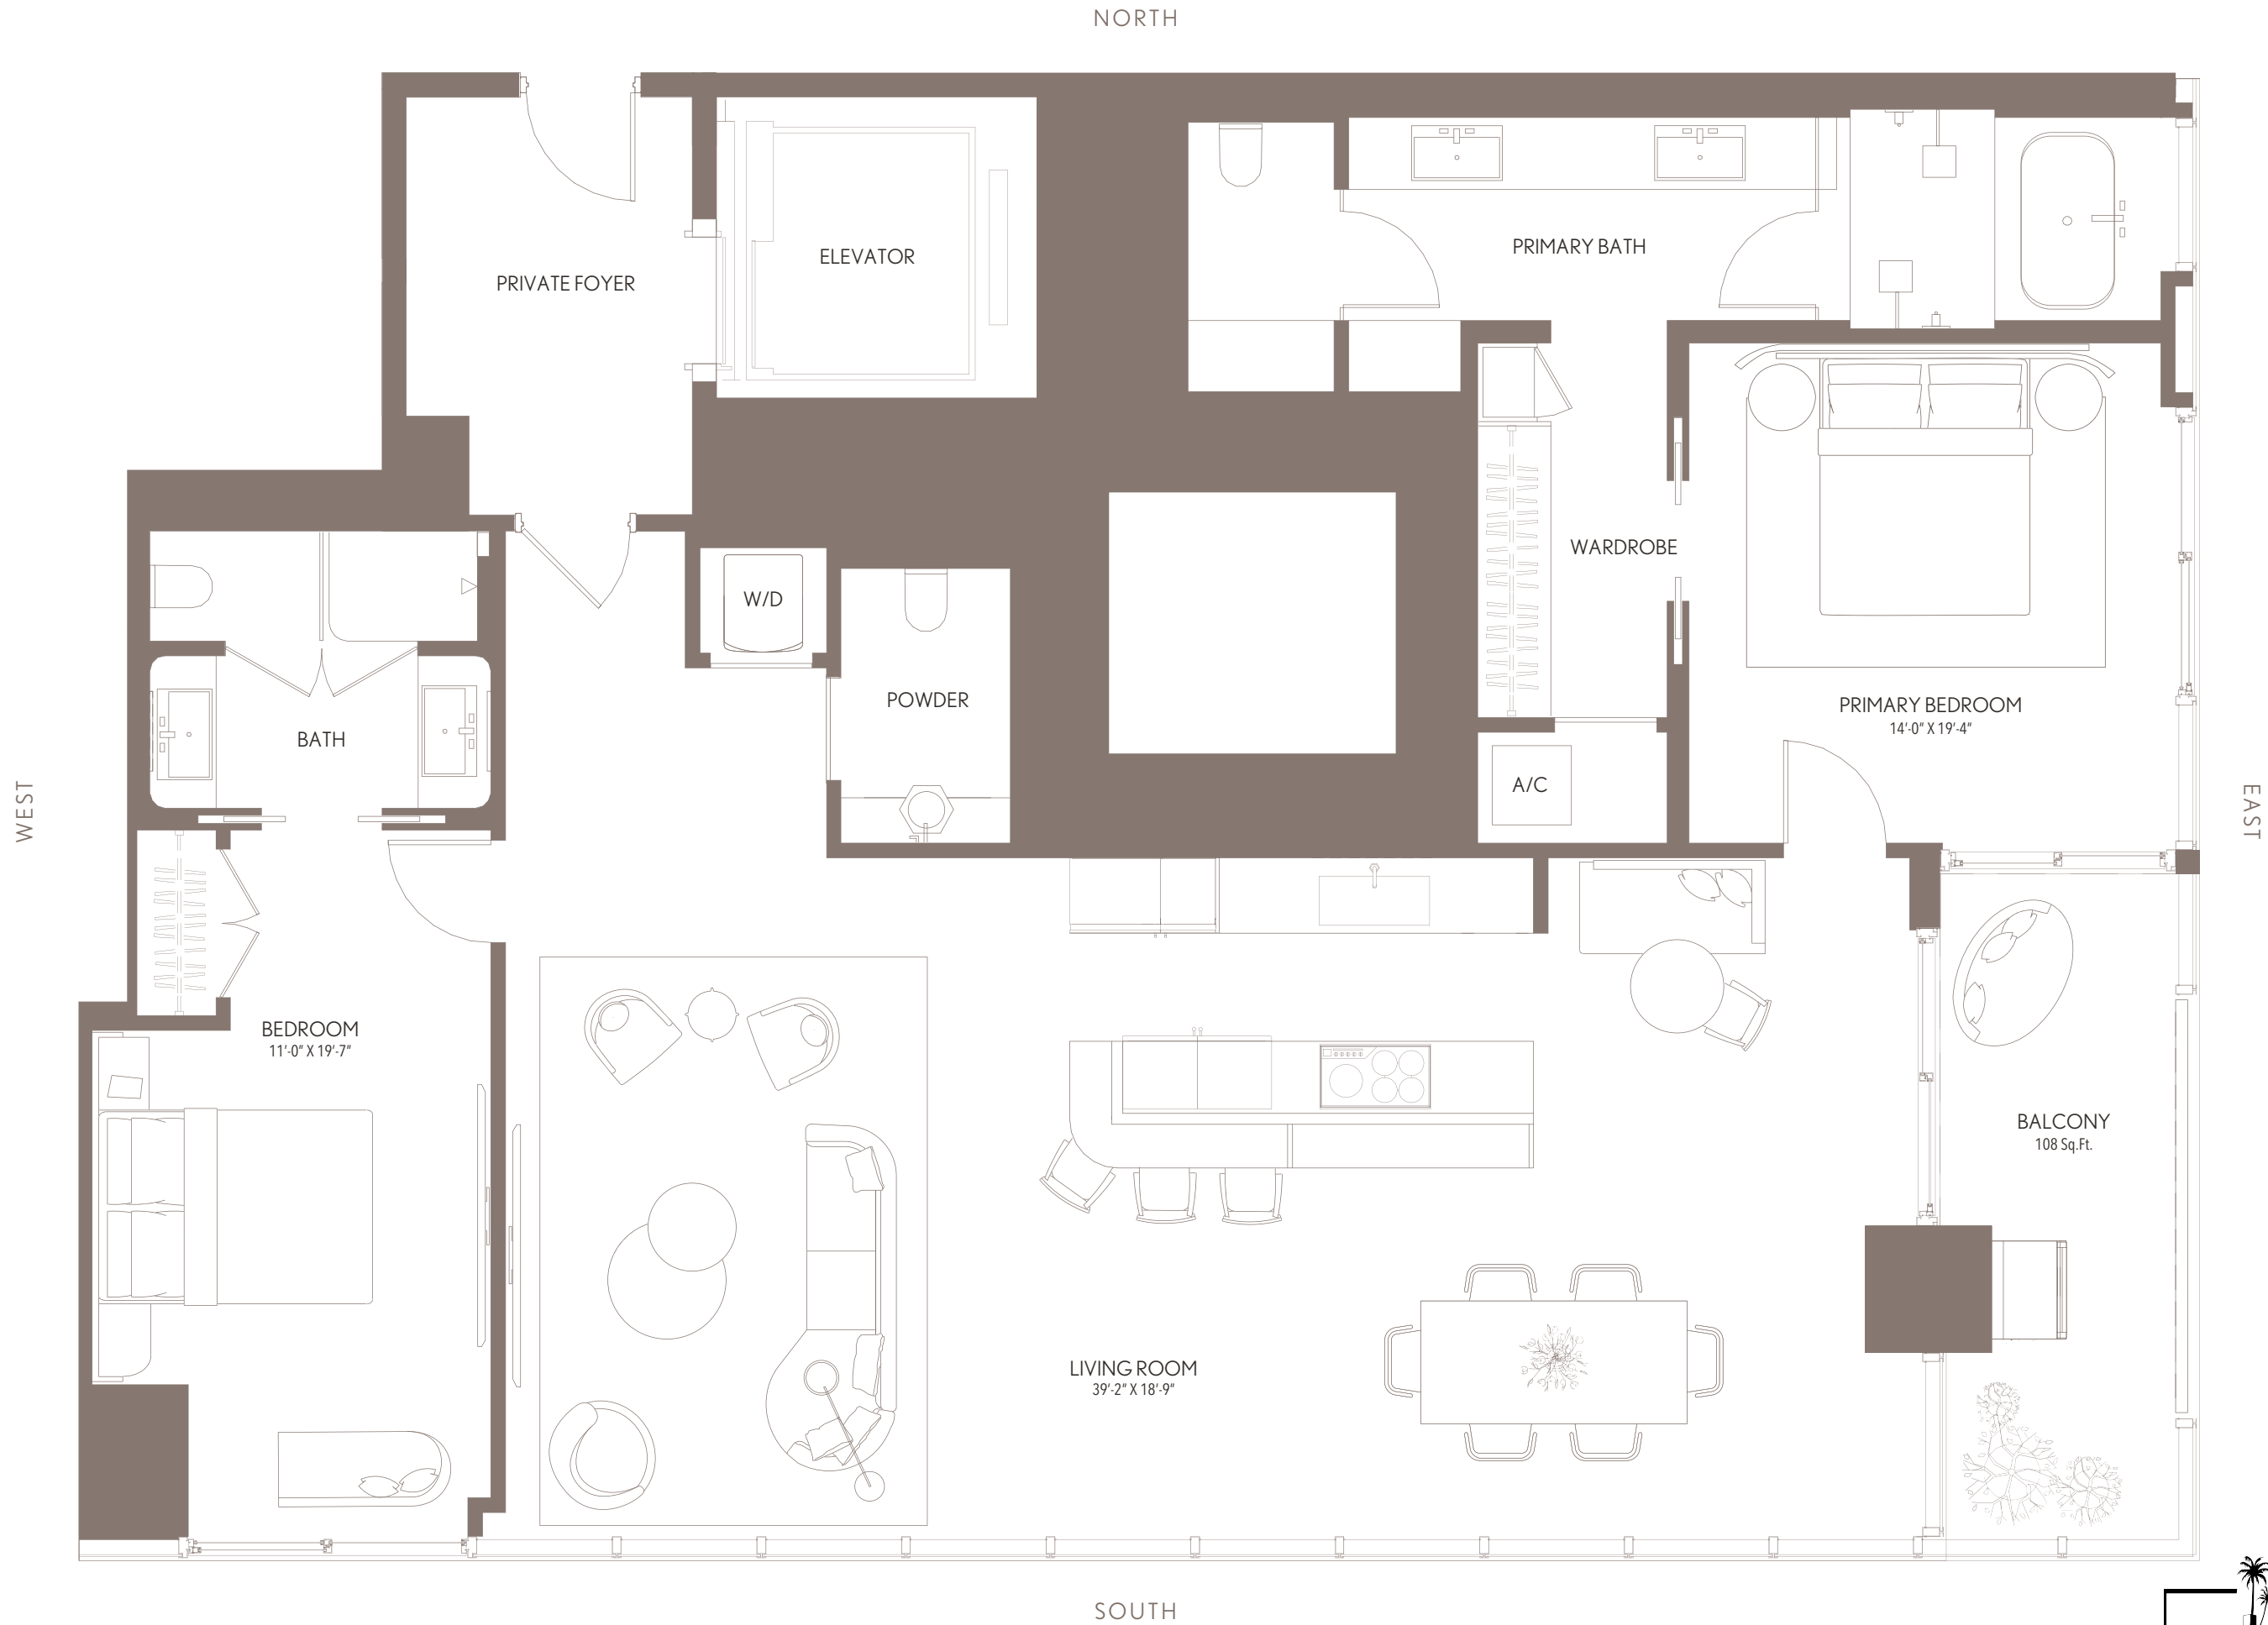 NORTH
ELEVATOR
PRIVATE FOYER
PRIMARY BATH
WARDROBE
W/D
POWDER
PRIMARY BEDROOM
14'-0" X 19'-4"
BATH
A/C
WEST
EAST
BEDROOM
11'-0" X 19'-7"
BALCONY
108 Sq.Ft.
LIVING ROOM
39'-2" X 18'-9"
SOUTH